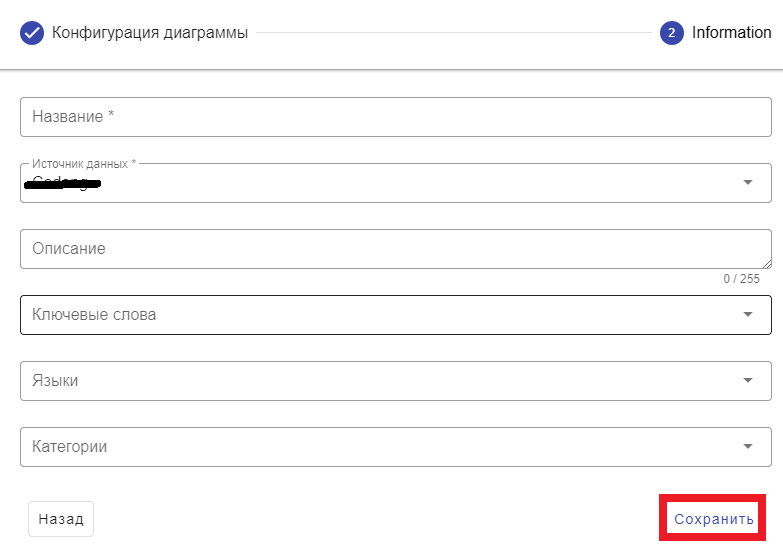 Конфигурация диаграммы
2 Information
Название *
Источник данных *
Описание
0 / 255
Ключевые слова
Языки
Категории
Назад
Сохранить